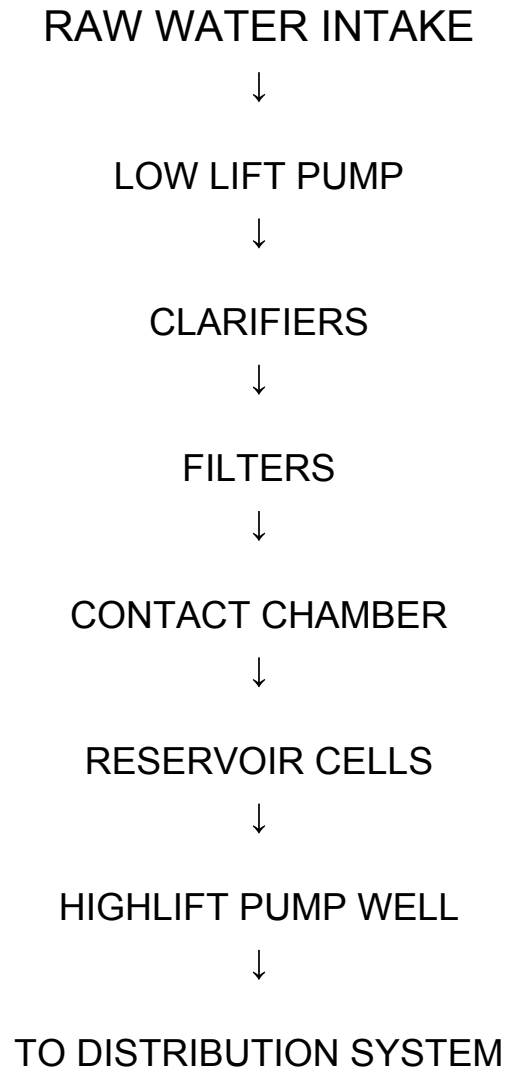 RAW WATER INTAKE
↓
LOW LIFT PUMP
↓
CLARIFIERS
↓
FILTERS
↓
CONTACT CHAMBER
↓
RESERVOIR CELLS
↓
HIGHLIFT PUMP WELL
↓
TO DISTRIBUTION SYSTEM